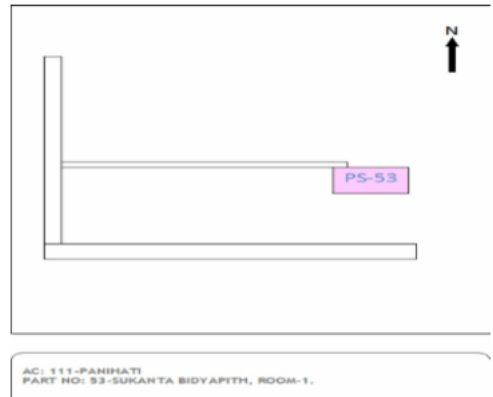 N
PS-53
AC: 111-PANIHATI
PART NO: 53-SUKANTA BIDYAPITH, ROOM-1.